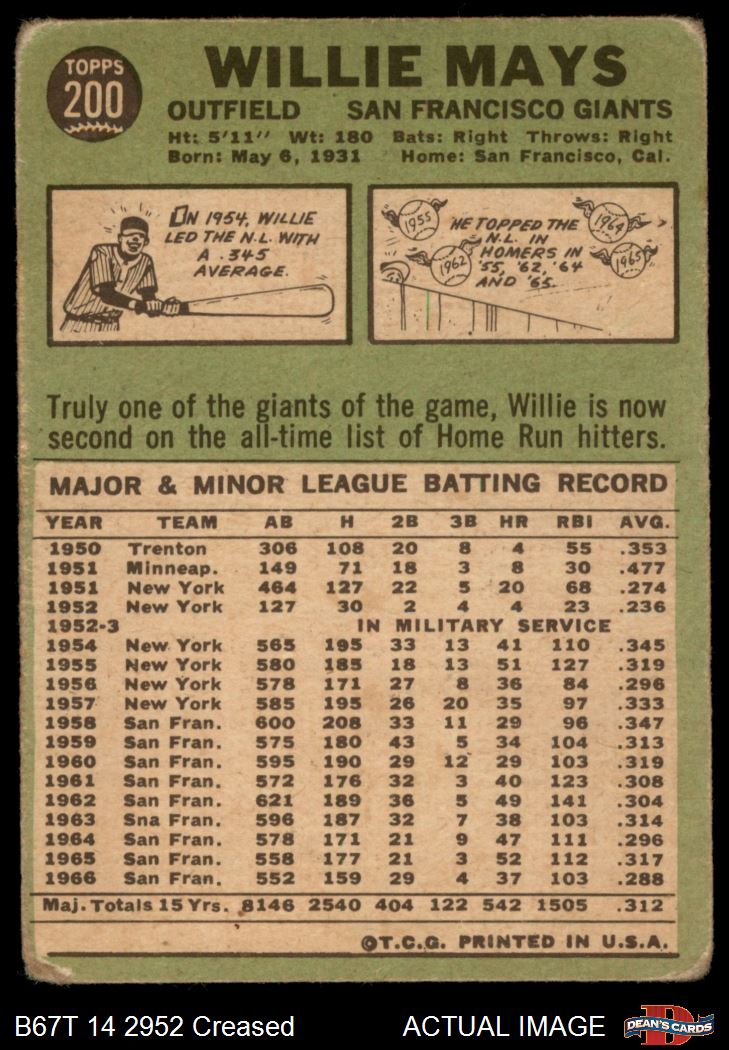 TOPPS
200
WILLIE MAYS
OUTFIELD SAN FRANCISCO GIANTS
Ht: 5'11" Wt: 180 Bats: Right Throws: Right
Born: May 6, 1931 Home: San Francisco, Cal.
IN 1954, WILLIE
LED THE N.L. WITH
A .345
AVERAGE.
1955
1962
HE TOPPED THE
N.L. IN
HOMERS IN
'55, '62, '64
AND '65.
1964
1965
Truly one of the giants of the game, Willie is now
second on the all-time list of Home Run hitters.
MAJOR & MINOR LEAGUE BATTING RECORD
YEAR TEAM AB H 2B 3B HR RBI AVG.
1950 Trenton 306 108 20 8 4 55 .353
1951 Minneap. 149 71 18 3 8 30 .477
1951 New York 464 127 22 5 20 68 .274
1952 New York 127 30 2 4 4 23 .236
1952-3 IN MILITARY SERVICE
1954 New York 565 195 33 13 41 110 .345
1955 New York 580 185 18 13 51 127 .319
1956 New York 578 171 27 8 36 84 .296
1957 New York 585 195 26 20 35 97 .333
1958 San Fran. 600 208 33 11 29 96 .347
1959 San Fran. 575 180 43 5 34 104 .313
1960 San Fran. 595 190 29 12 29 103 .319
1961 San Fran. 572 176 32 3 40 123 .308
1962 San Fran. 621 189 36 5 49 141 .304
1963 Sna Fran. 596 187 32 7 38 103 .314
1964 San Fran. 578 171 21 9 47 111 .296
1965 San Fran. 558 177 21 3 52 112 .317
1966 San Fran. 552 159 29 4 37 103 .288
Maj. Totals 15 Yrs. 8146 2540 404 122 542 1505 .312
©T.C.G. PRINTED IN U.S.A.
B67T 14 2952 Creased ACTUAL IMAGE
D
DEAN'S CARDS